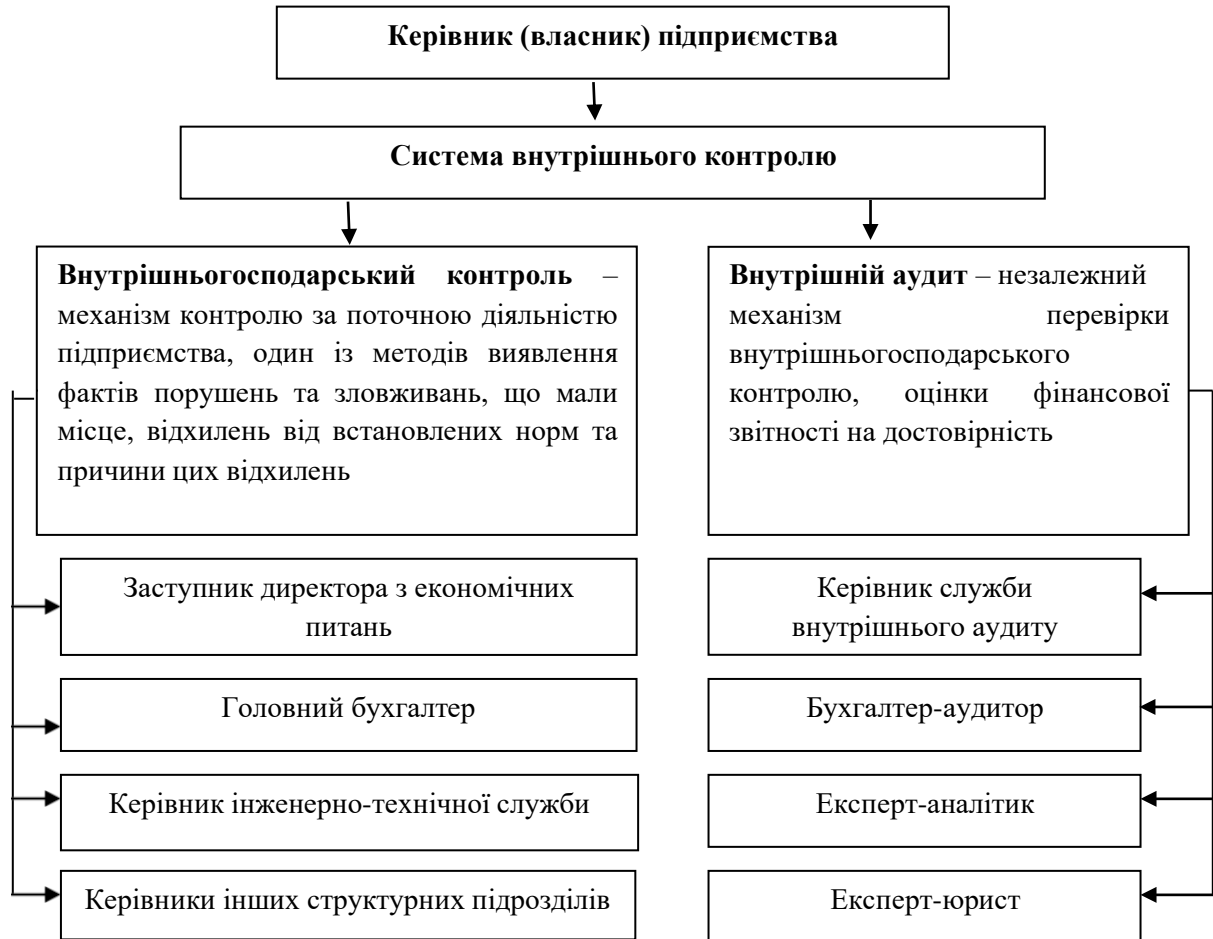 Керівник (власник) підприємства
Система внутрішнього контролю
Внутрішньогосподарський контроль –
механізм контролю за поточною діяльністю
підприємства, один із методів виявлення
фактів порушень та зловживань, що мали
місце, відхилень від встановлених норм та
причини цих відхилень
Внутрішній аудит – незалежний
механізм перевірки
внутрішньогосподарського
контролю, оцінки фінансової
звітності на достовірність
Заступник директора з економічних
питань
Головний бухгалтер
Керівник інженерно-технічної служби
Керівники інших структурних підрозділів
Керівник служби
внутрішнього аудиту
Бухгалтер-аудитор
Експерт-аналітик
Експерт-юрист